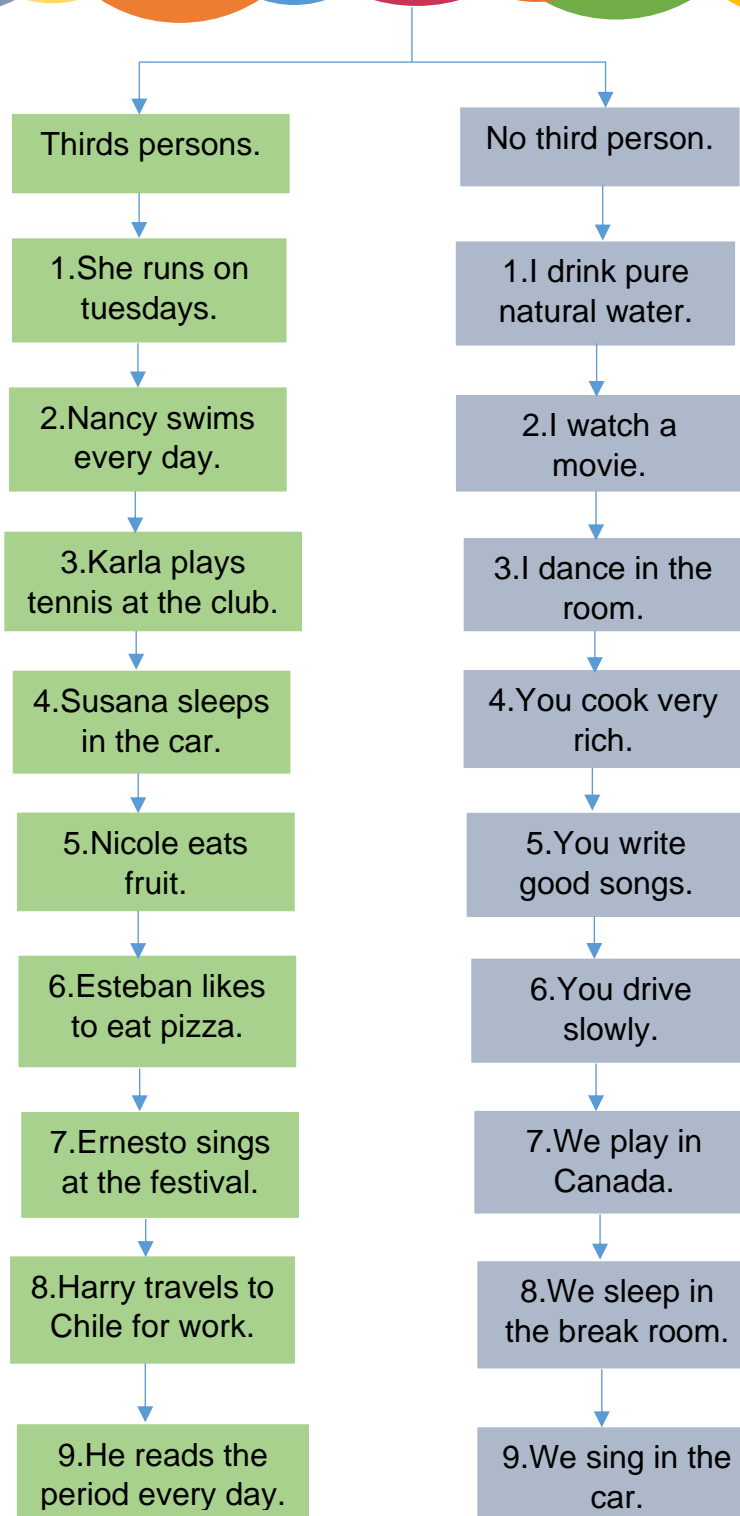 Thirds persons.
1.She runs on
tuesdays.
2.Nancy swims
every day.
3.Karla plays
tennis at the club.
4.Susana sleeps
in the car.
5.Nicole eats
fruit.
6.Esteban likes
to eat pizza.
7.Ernesto sings
at the festival.
8.Harry travels to
Chile for work.
9.He reads the
period every day.
No third person.
1.I drink pure
natural water.
2.I watch a
movie.
3.I dance in the
room.
4.You cook very
rich.
5.You write
good songs.
6.You drive
slowly.
7.We play in
Canada.
8.We sleep in
the break room.
9.We sing in the
car.